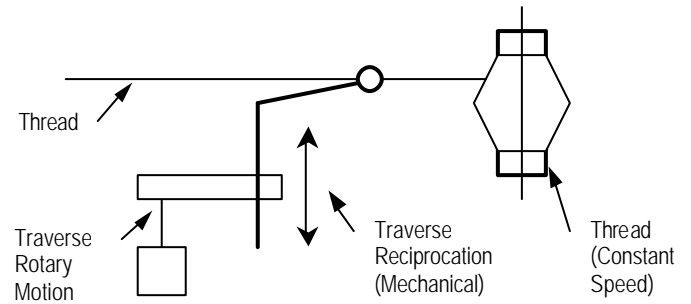 Thread
Traverse
Rotary
Motion
Traverse
Reciprocation
(Mechanical)
Thread
(Constant
Speed)